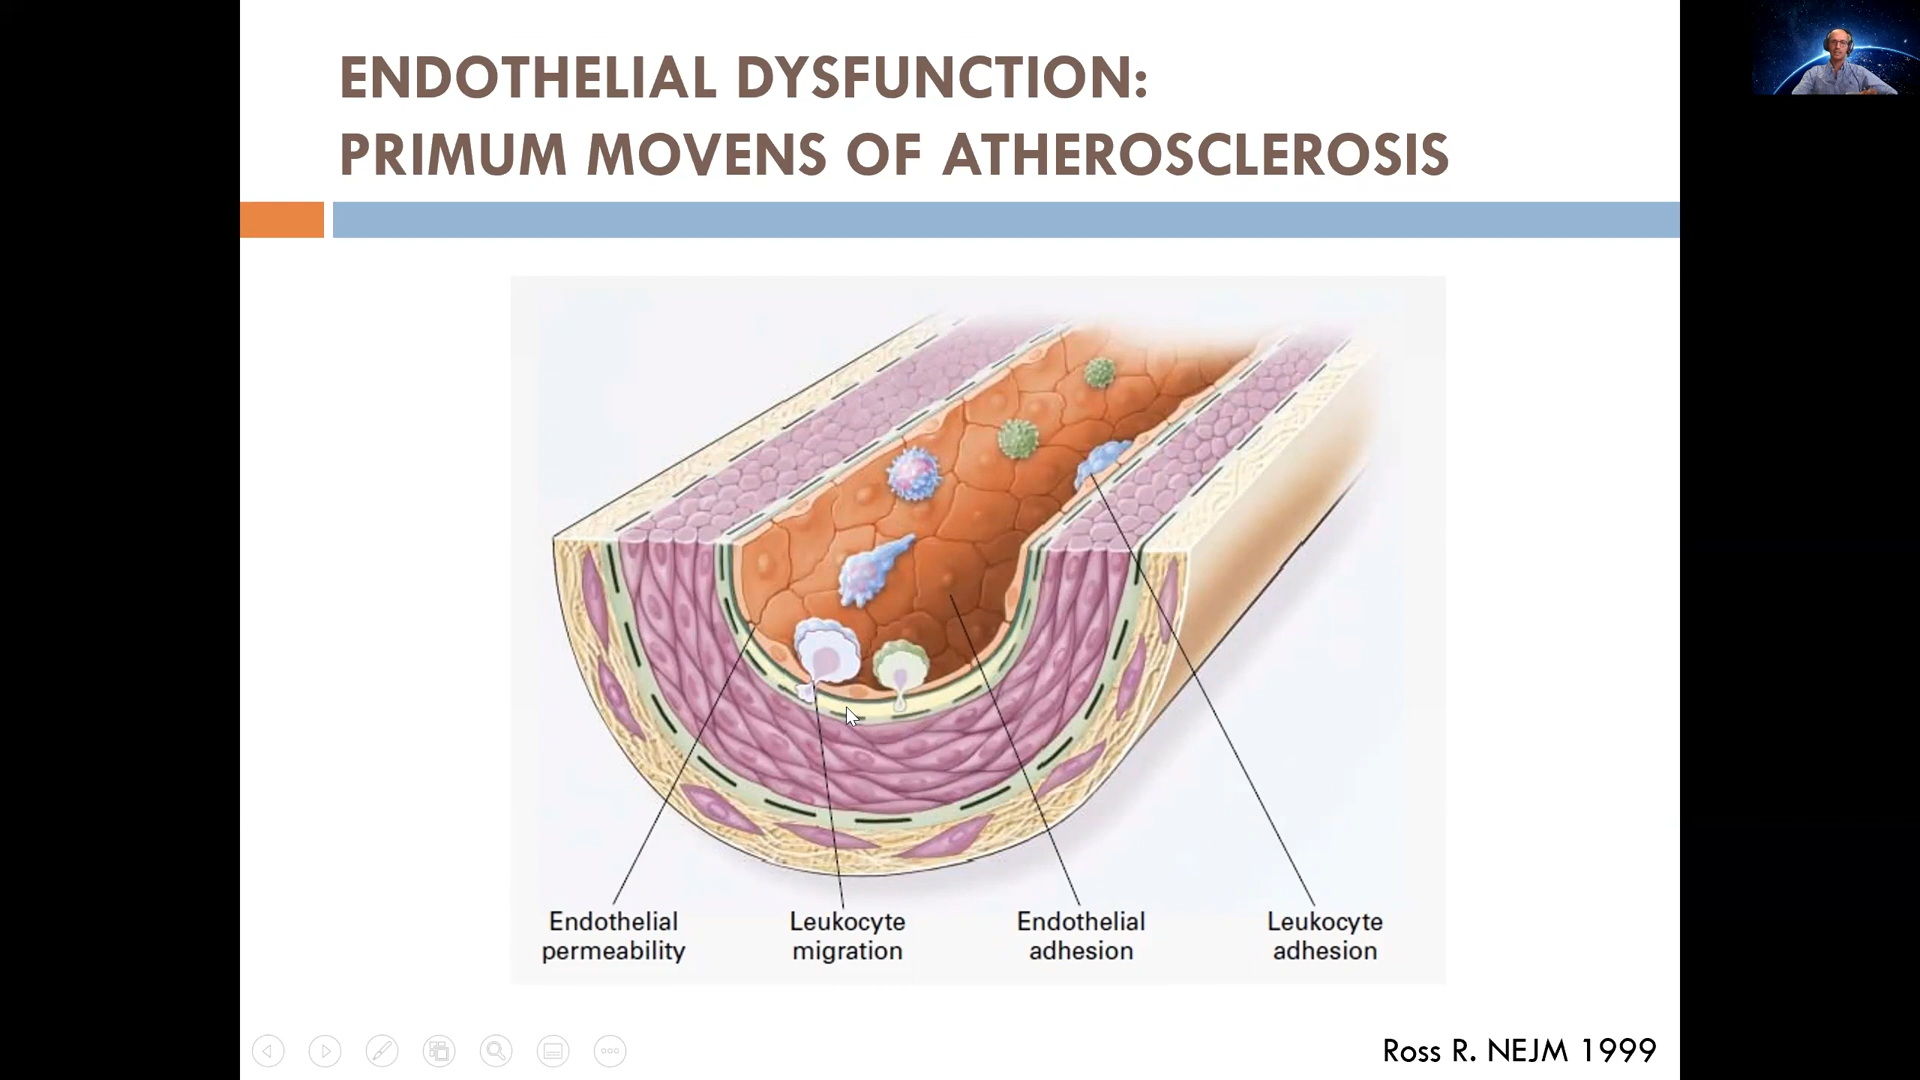 ENDOTHELIAL DYSFUNCTION:
PRIMUM MOVENS OF ATHEROSCLEROSIS
Endothelial
permeability
Leukocyte
migration
Endothelial
adhesion
Leukocyte
adhesion
Ross R. NEJM 1999